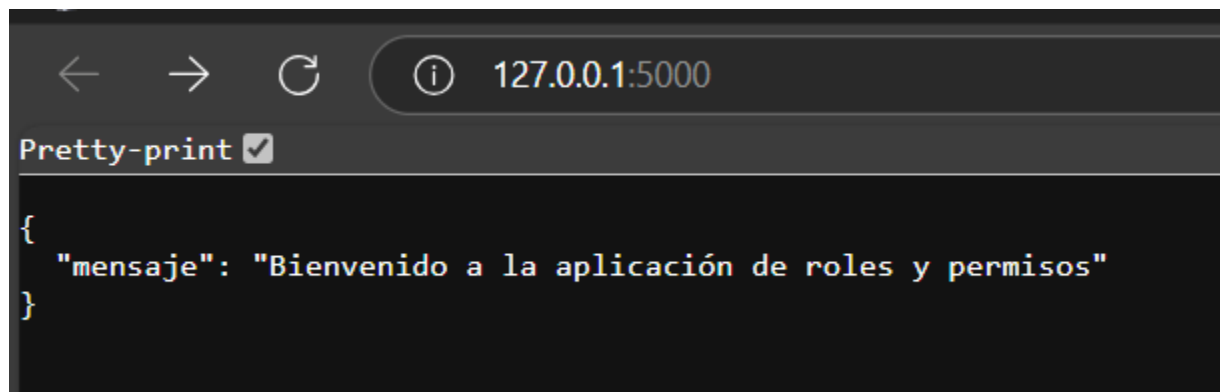 127.0.0.1:5000
Pretty-print
{
"mensaje": "Bienvenido a la aplicación de roles y permisos"
}